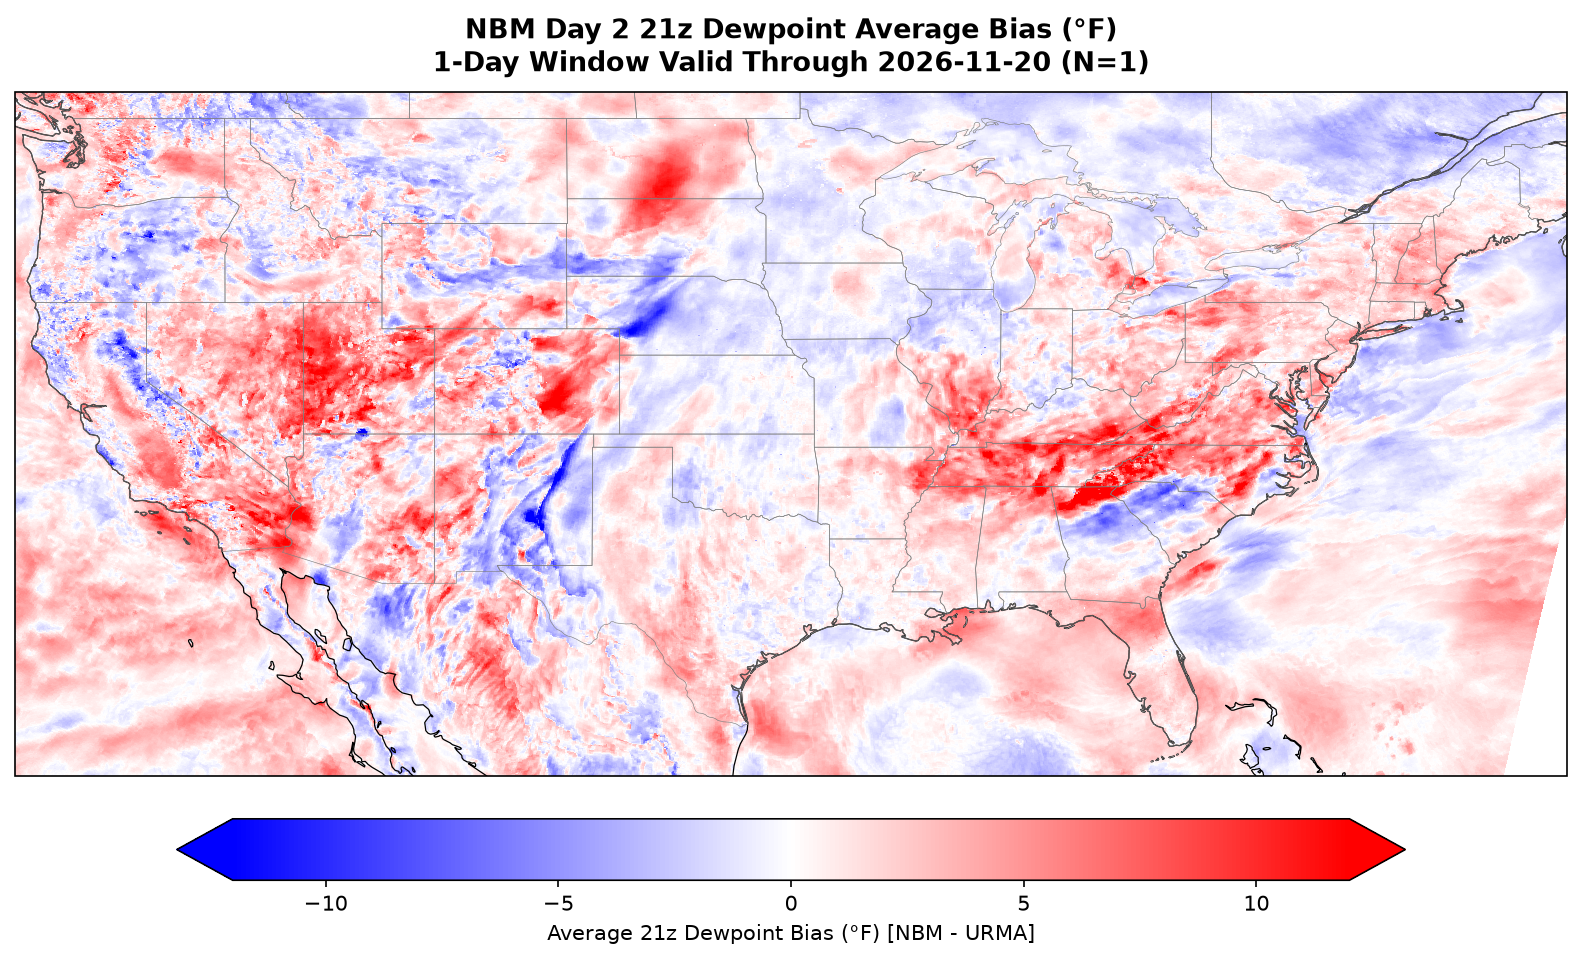 NBM Day 2 21z Dewpoint Average Bias (°F)
1-Day Window Valid Through 2026-11-20 (N=1)
−10 −5 0 5 10
Average 21z Dewpoint Bias (°F) [NBM - URMA]